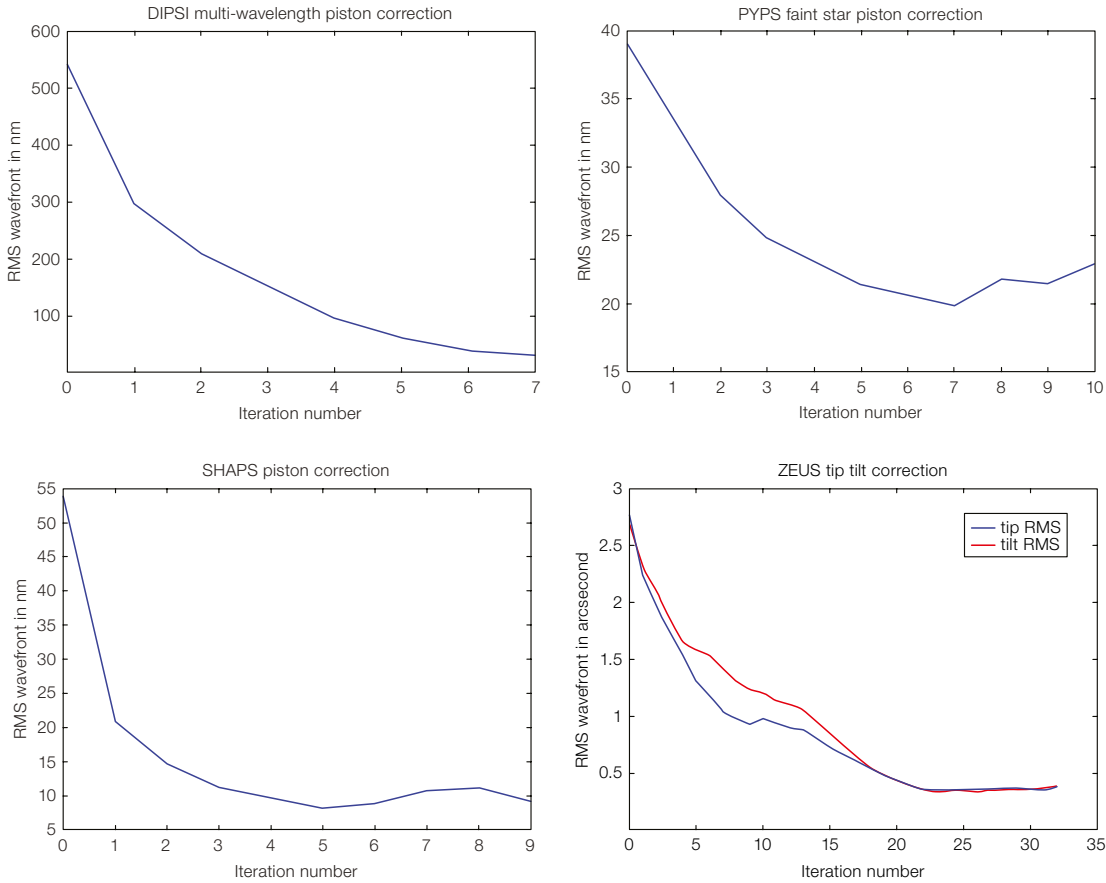 DIPSI multi-wavelength piston correction
600
500
400
300
200
100
RMS wavefront in nm
0 1 2 3 4 5 6 7
Iteration number
PYPS faint star piston correction
40
35
30
25
20
15
RMS wavefront in nm
0 1 2 3 4 5 6 7 8 9 10
Iteration number
SHAPS piston correction
55
50
45
40
35
30
25
20
15
10
5
RMS wavefront in nm
0 1 2 3 4 5 6 7 8 9
Iteration number
ZEUS tip tilt correction
3
2.5
2
1.5
1
0.5
RMS wavefront in arcsecond
tip RMS
tilt RMS
0 5 10 15 20 25 30 35
Iteration number